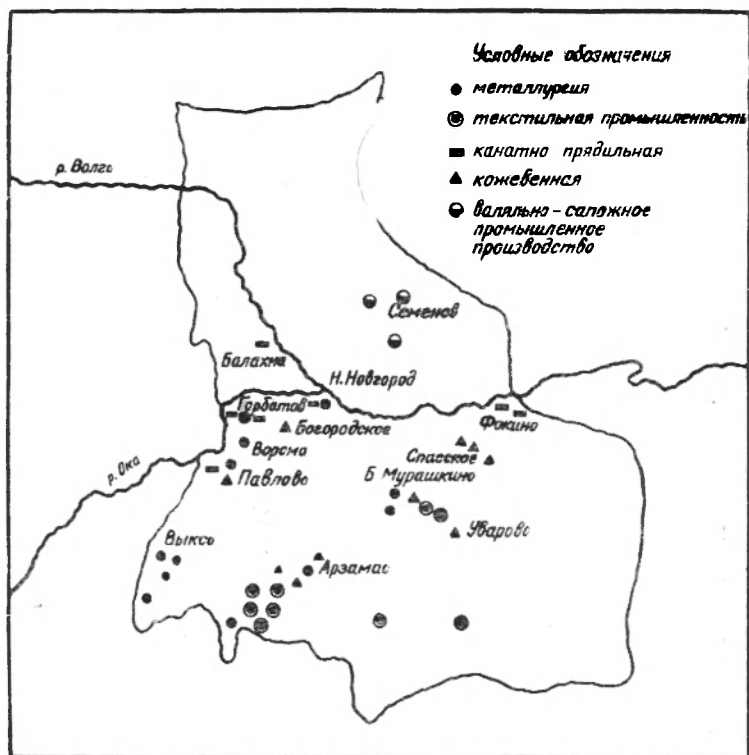 Условные обозначения
металлургия
текстильная промышленность
канатно прядильная
кожевенная
валяльно-сапожное
промышленное
производство
р. Волга
Семенов
Балахна
Н.Новгород
Горбатов
Богородское
Фокино
Ворсма
Спасское
р. Ока
Павлово
Б Мурашкино
Уварово
Выкса
Арзамас